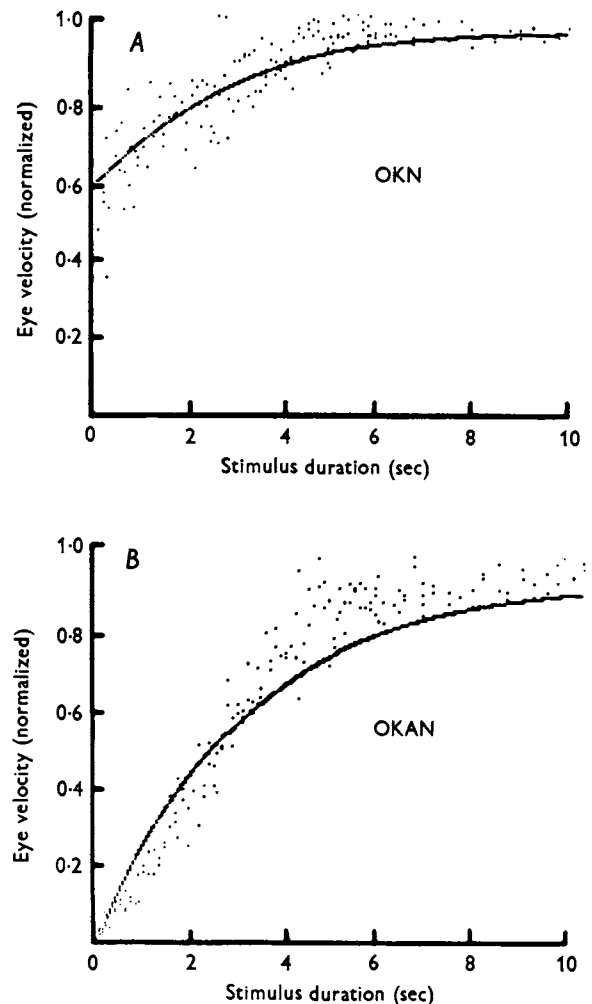 A
1·0
0·8
0·6
0·4
0·2
Eye velocity (normalized)
OKN
0 2 4 6 8 10
Stimulus duration (sec)
B
1·0
0·8
0·6
0·4
0·2
Eye velocity (normalized)
OKAN
0 2 4 6 8 10
Stimulus duration (sec)